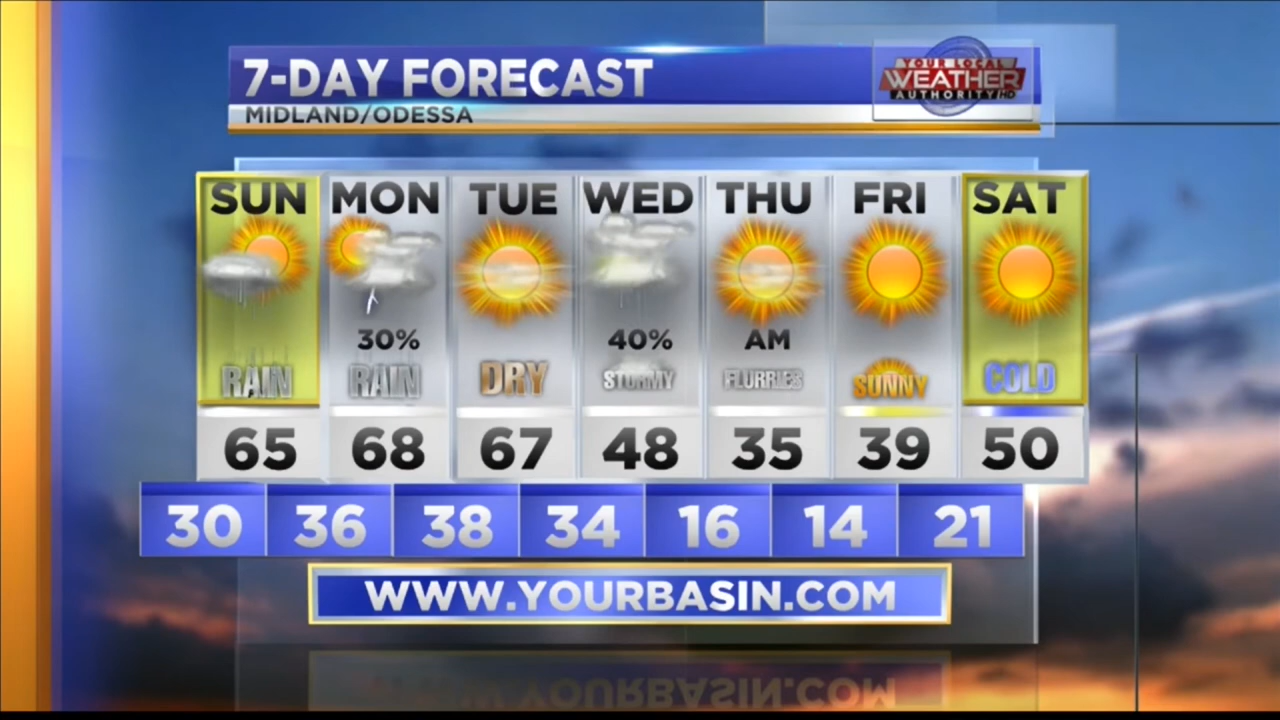 7-DAY FORECAST
MIDLAND/ODESSA
YOUR LOCAL
WEATHER
AUTHORITY HD
SUN MON TUE WED THU FRI SAT
30% 40% AM
RAIN RAIN DRY STORMY FLURRIES SUNNY COLD
65 68 67 48 35 39 50
30 36 38 34 16 14 21
WWW.YOURBASIN.COM